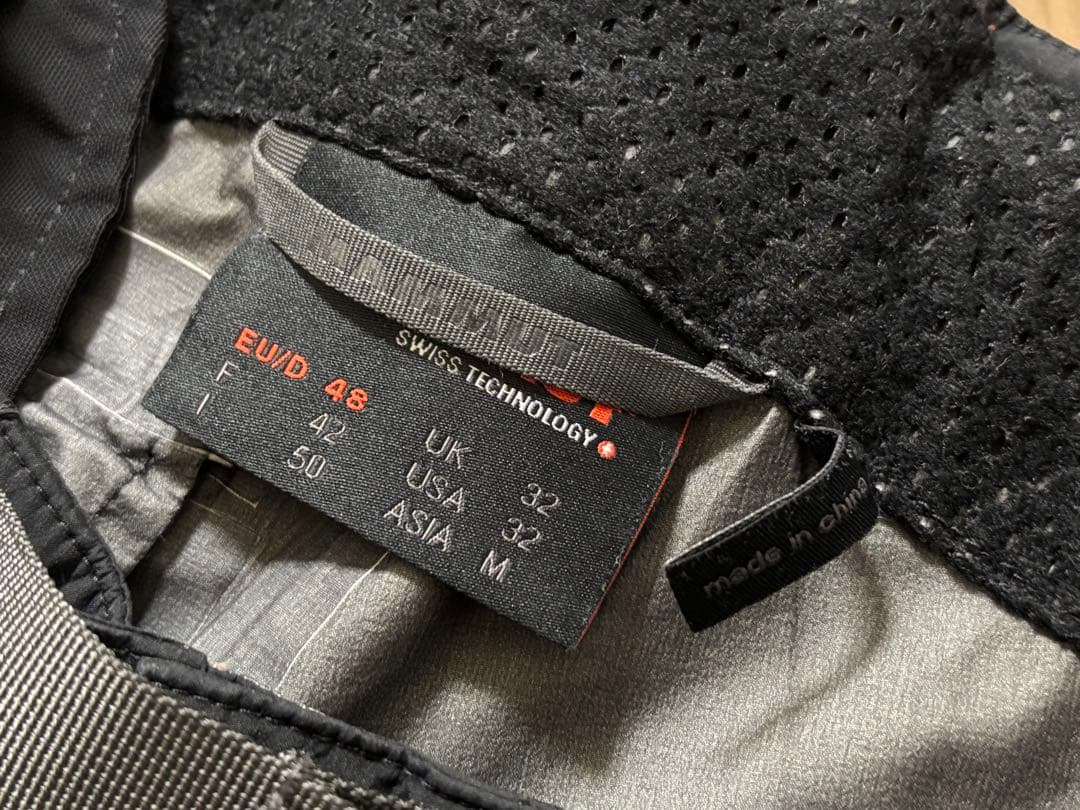 MAMMUT
SWISS TECHNOLOGY
EU/D 48
F 42 UK 32
I 50 USA 32
ASIA M
made in china